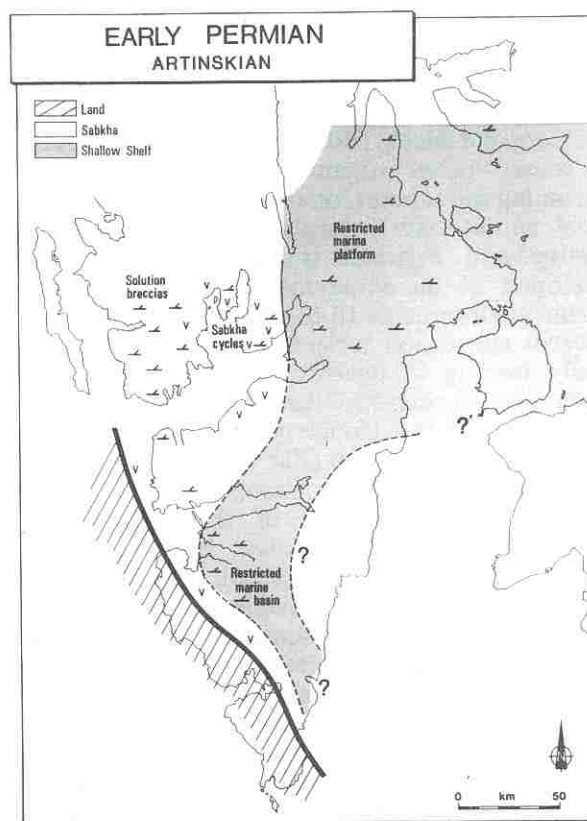 EARLY PERMIAN
ARTINSKIAN
Land
Sabkha
Shallow Shelf
Restricted
marine
platform
Solution
breccias
v
v
D
v
Sabkha
cycles
v
v
v
v
v
v
?
v
?
Restricted
marine
basin
v
v
?
N
0 km 50